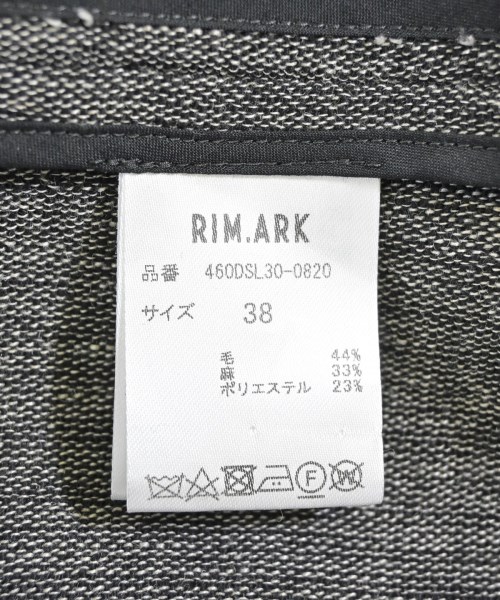 RIM.ARK
品番 460DSL30-0820
サイズ 38
毛 44%
麻 33%
ポリエステル 23%
F W